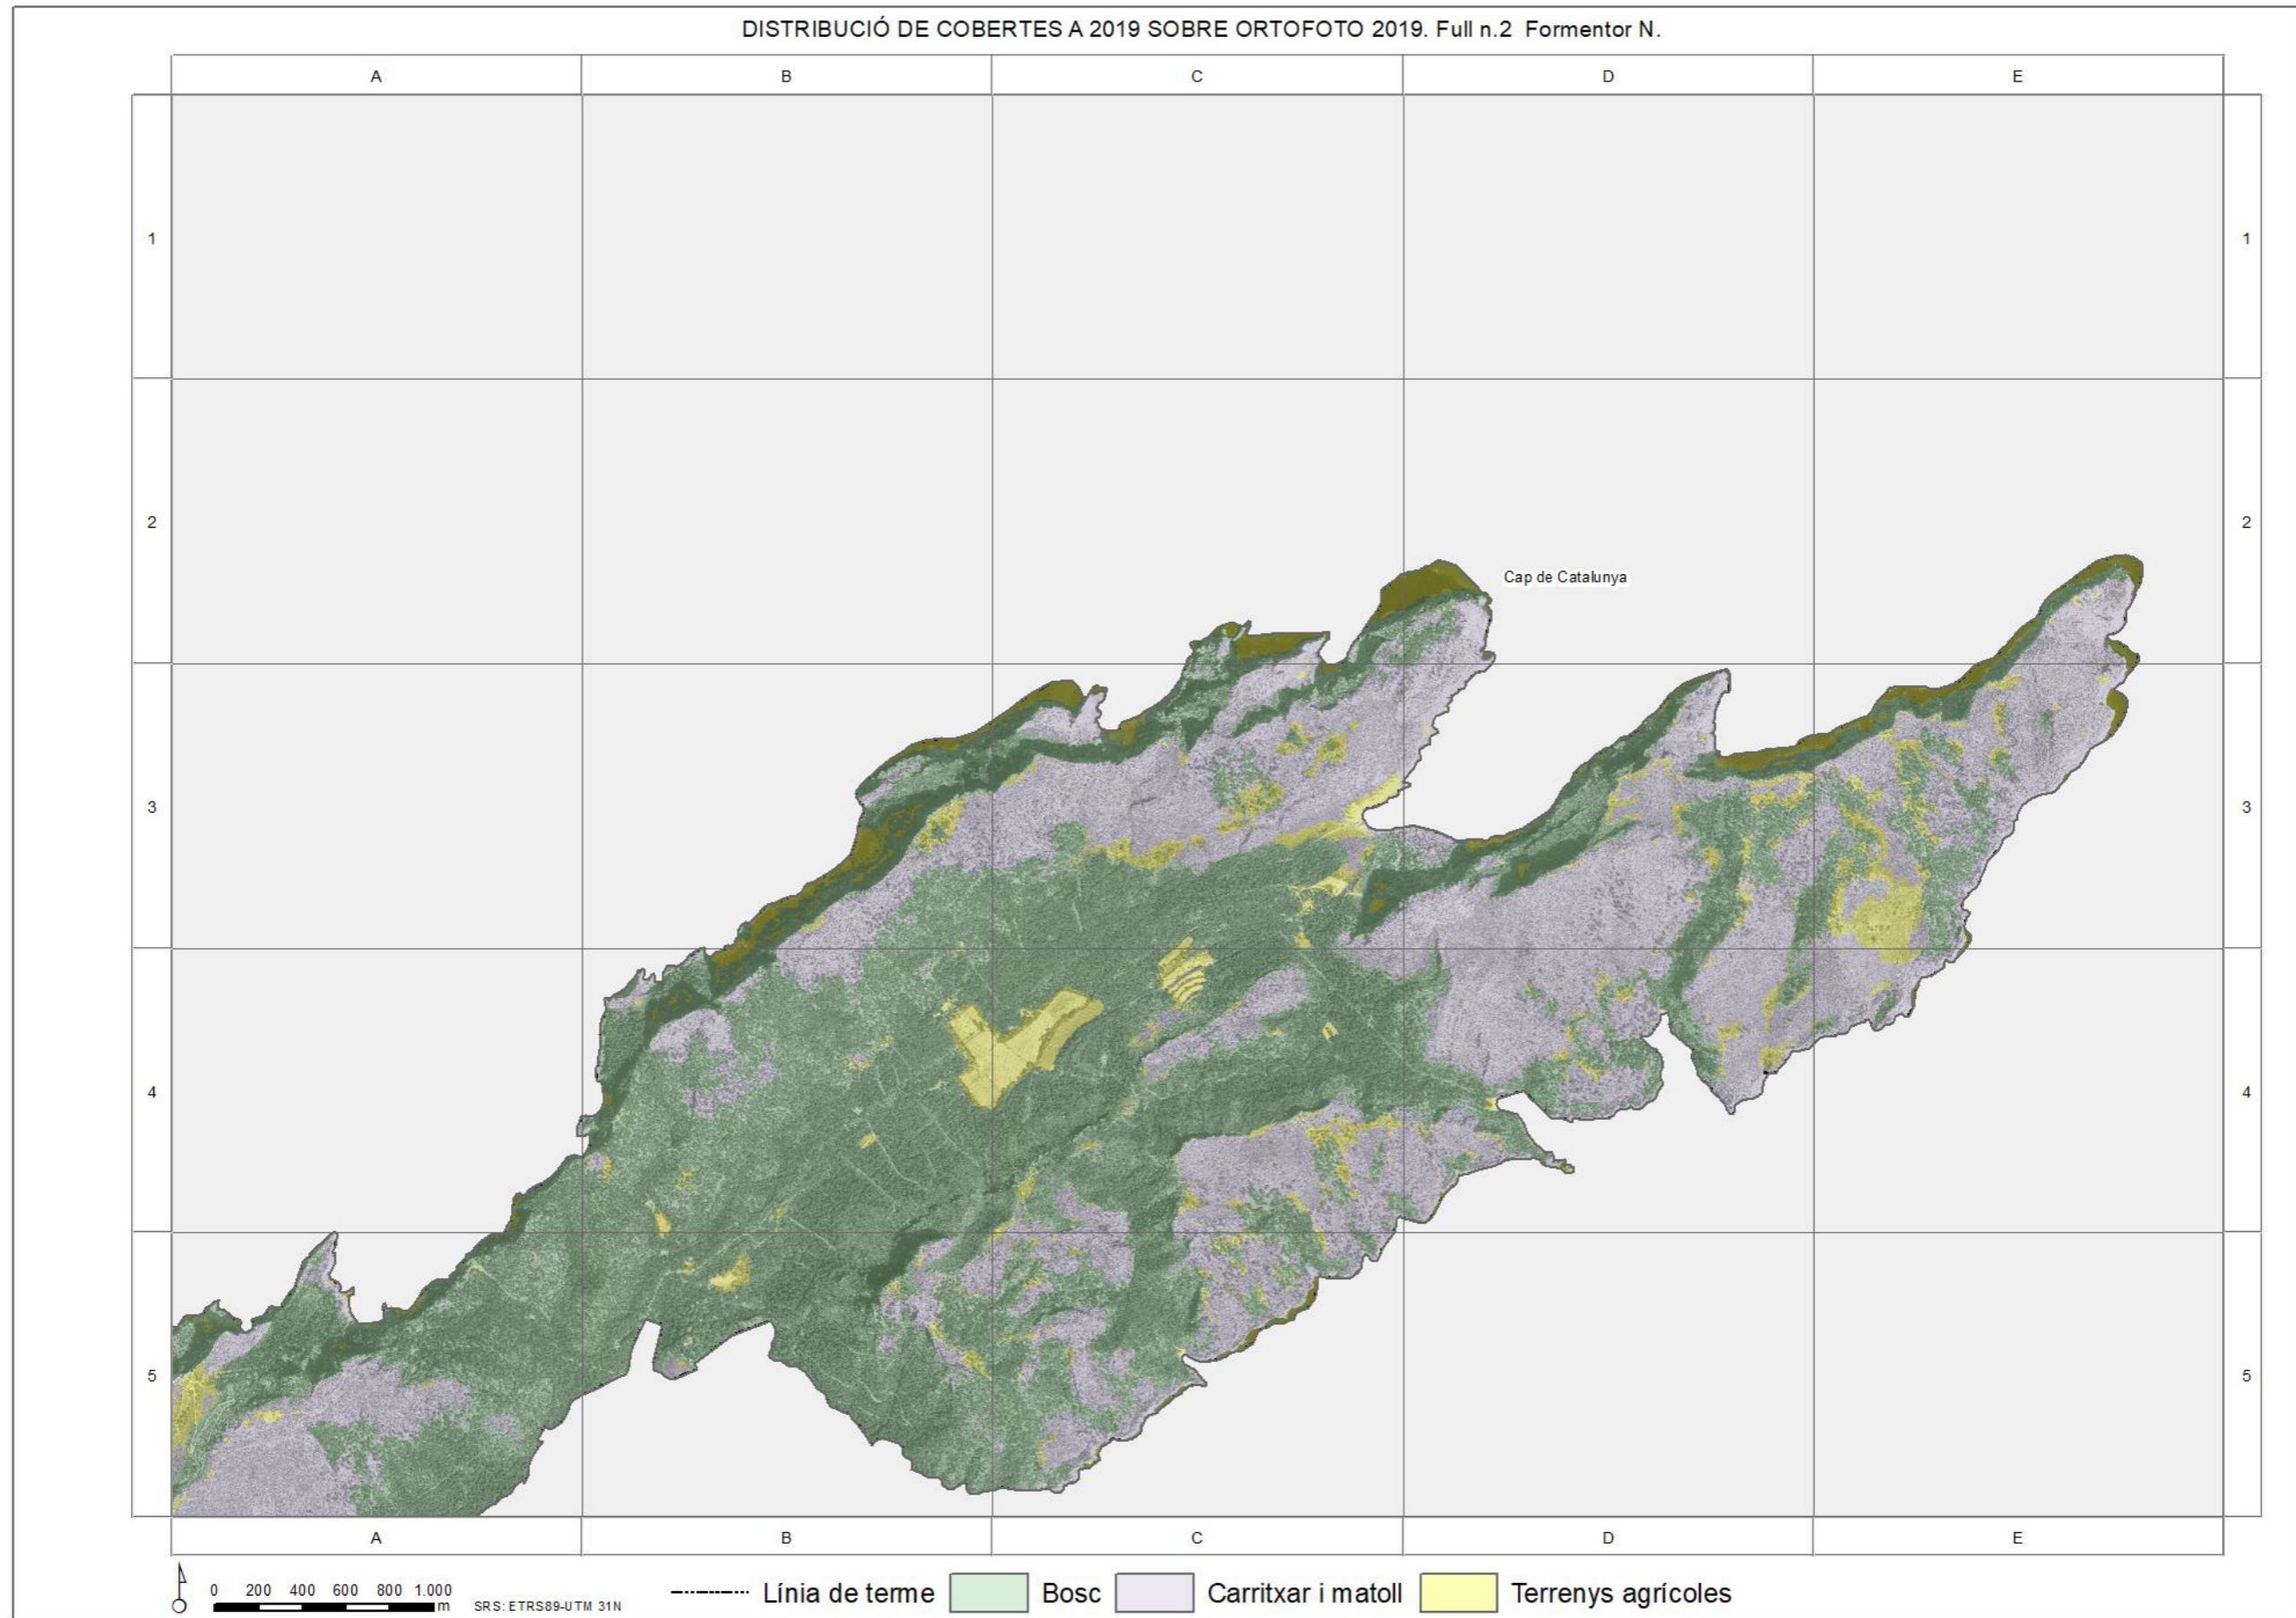 DISTRIBUCIÓ DE COBERTES A 2019 SOBRE ORTOFOTO 2019. Full n.2 Formentor N.
A B C D E
1 1
2 2
Cap de Catalunya
3 3
4 4
5 5
A B C D E
0 200 400 600 800 1.000
m
SRS: ETRS89-UTM 31N
Línia de terme
Bosc
Carritxar i matoll
Terrenys agrícoles